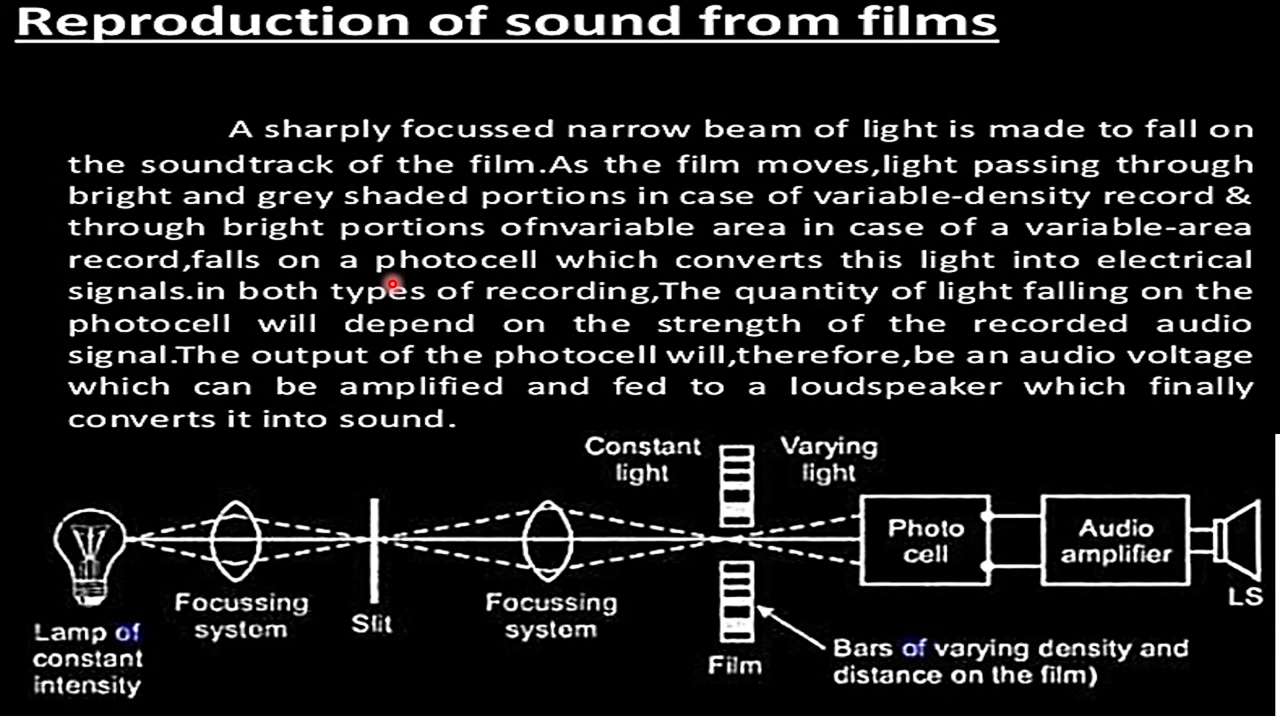 Reproduction of sound from films
A sharply focussed narrow beam of light is made to fall on
the soundtrack of the film.As the film moves,light passing through
bright and grey shaded portions in case of variable-density record &
through bright portions ofnvariable area in case of a variable-area
record,falls on a photocell which converts this light into electrical
signals.in both types of recording,The quantity of light falling on the
photocell will depend on the strength of the recorded audio
signal.The output of the photocell will,therefore,be an audio voltage
which can be amplified and fed to a loudspeaker which finally
converts it into sound.
Constant
light
Varying
light
Photo
cell
Audio
amplifier
LS
Focussing
system
Slit
Focussing
system
Lamp of
constant
intensity
Film
Bars of varying density and
distance on the film)